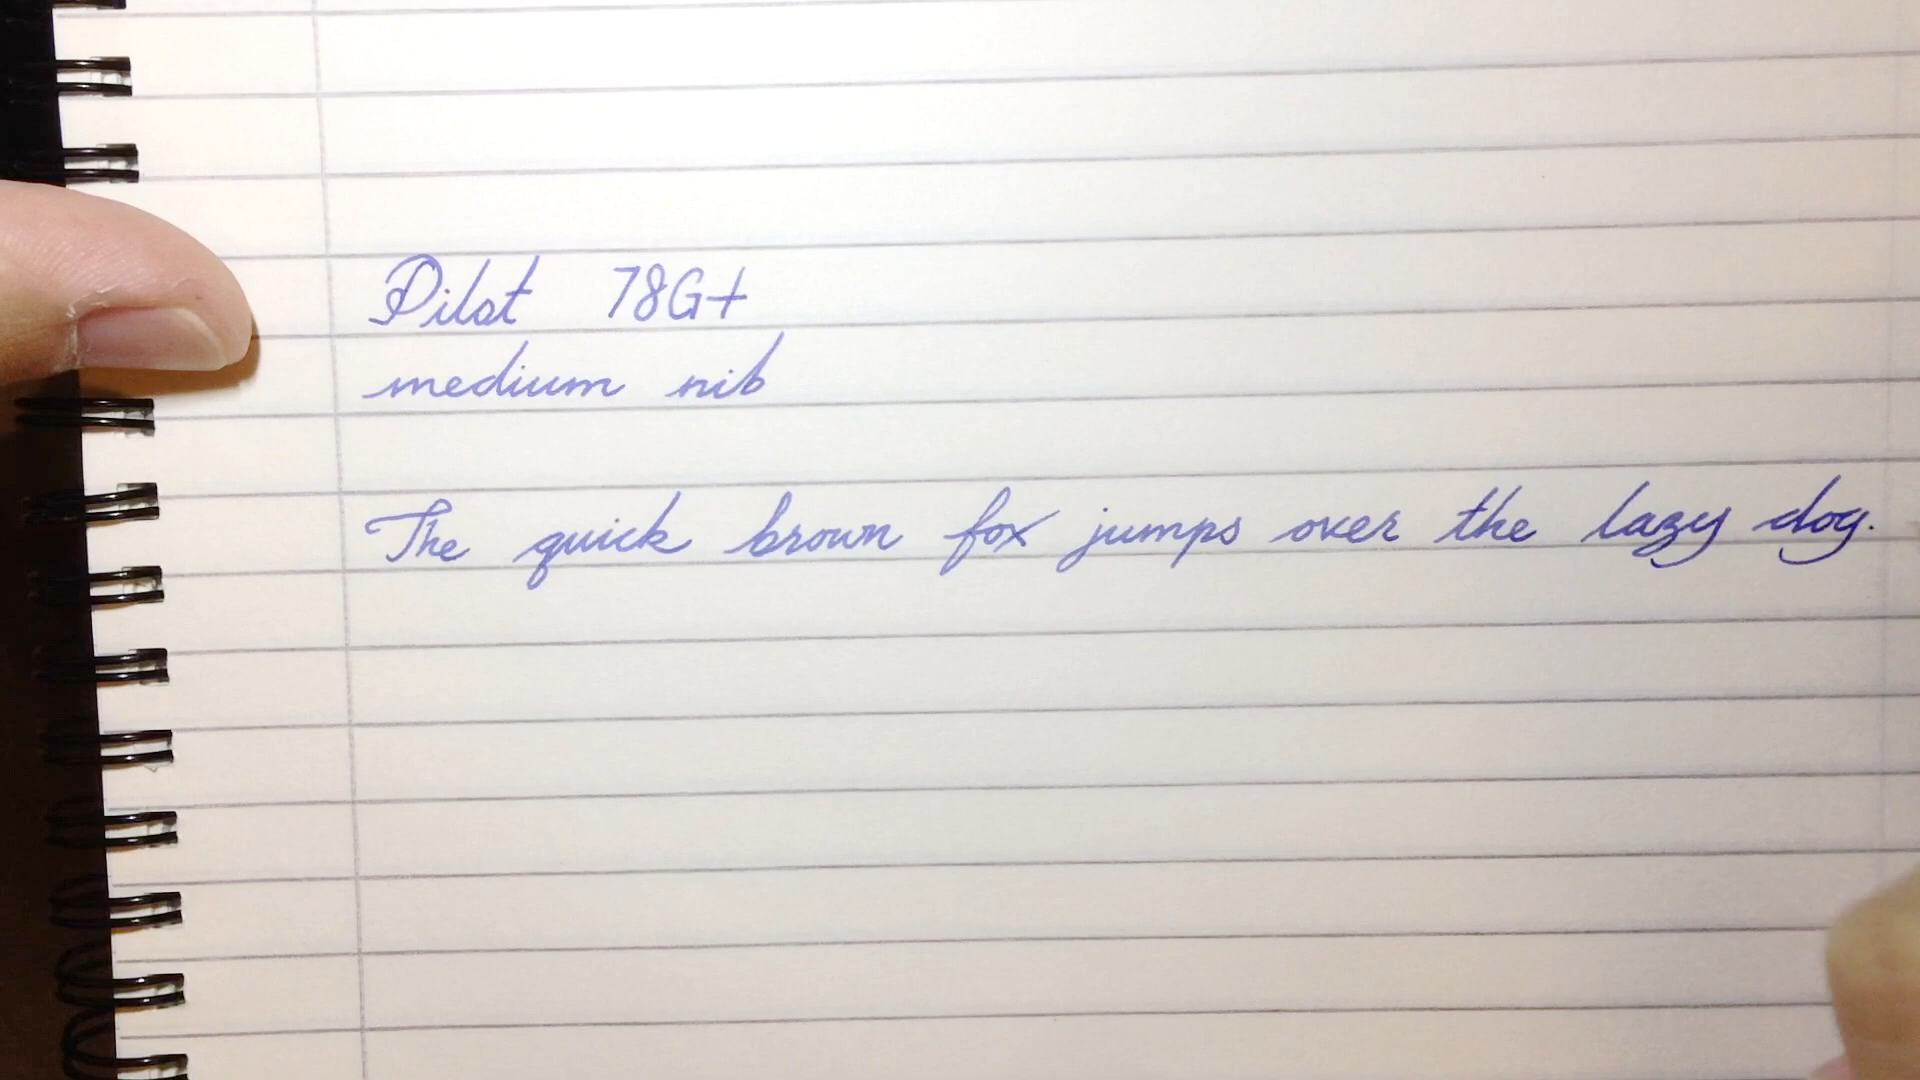 Pilot 78G+
medium nib
The quick brown fox jumps over the lazy dog.